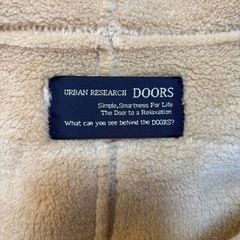 URBAN RESEARCH DOORS
Simple,Smartness For Life
The Door to a Relaxation
What can you see behind the DOORS?